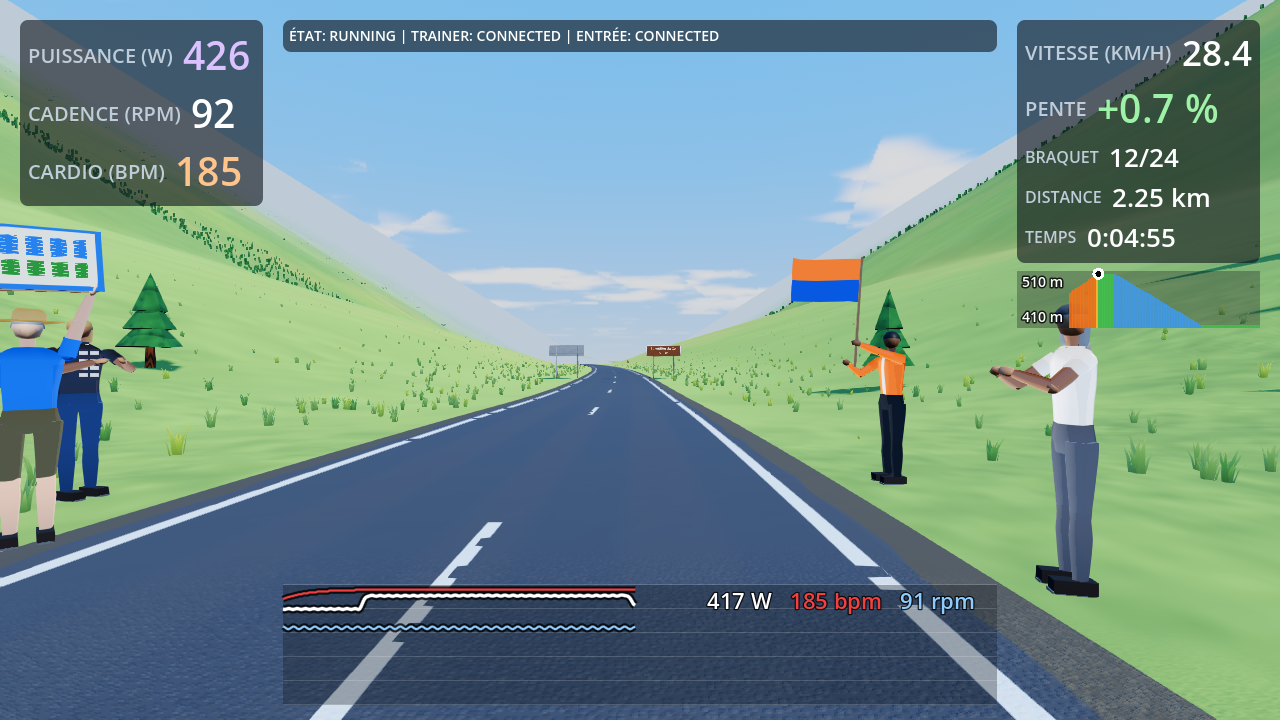 ÉTAT: RUNNING | TRAINER: CONNECTED | ENTRÉE: CONNECTED
PUISSANCE (W) 426
CADENCE (RPM) 92
CARDIO (BPM) 185
VITESSE (KM/H) 28.4
PENTE +0.7 %
BRAQUET 12/24
DISTANCE 2.25 km
TEMPS 0:04:55
510 m
410 m
417 W 185 bpm 91 rpm